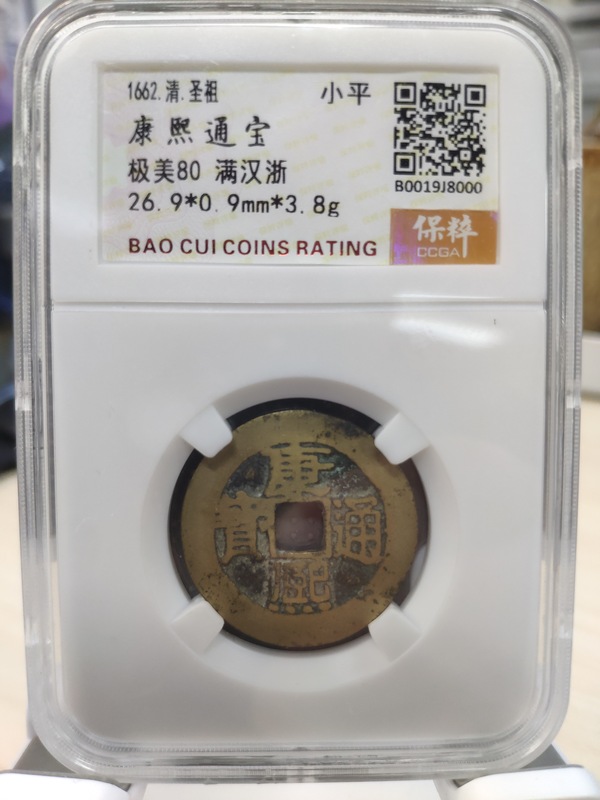 1662.清.圣祖 小平
康熙通宝
极美80 满汉浙
26.9*0.9mm*3.8g
B0019J8000
保粹
CCGA
BAO CUI COINS RATING
康
寶 通
熙